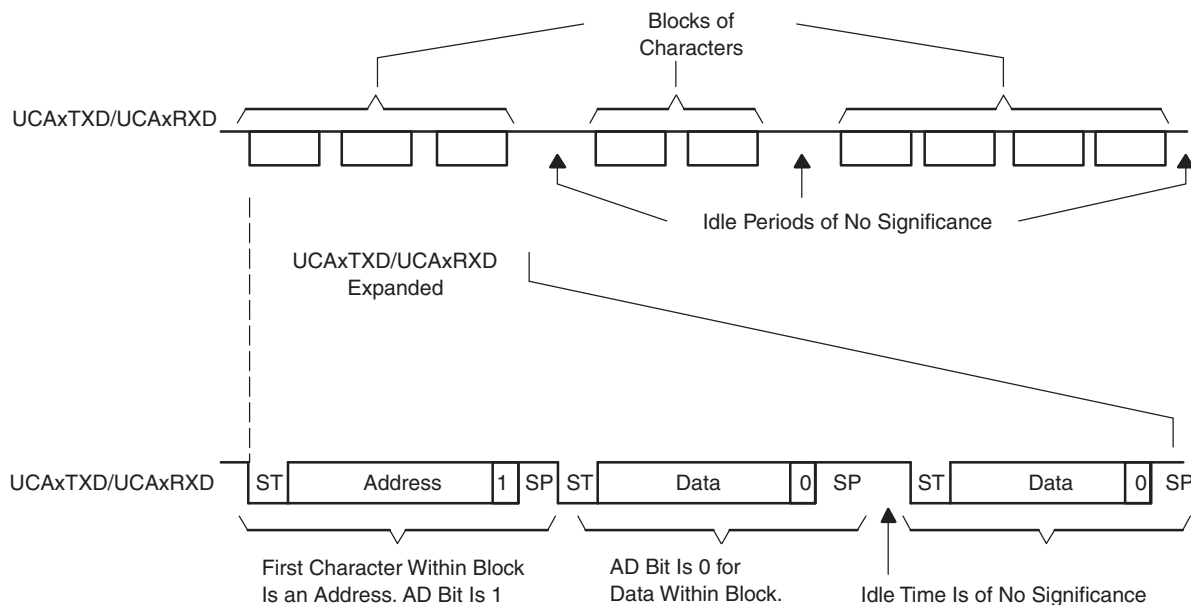 Blocks of
Characters
UCAxTXD/UCAxRXD
Idle Periods of No Significance
UCAxTXD/UCAxRXD
Expanded
UCAxTXD/UCAxRXD
ST Address 1 SP ST Data 0 SP ST Data 0 SP
First Character Within Block
Is an Address. AD Bit Is 1
AD Bit Is 0 for
Data Within Block.
Idle Time Is of No Significance